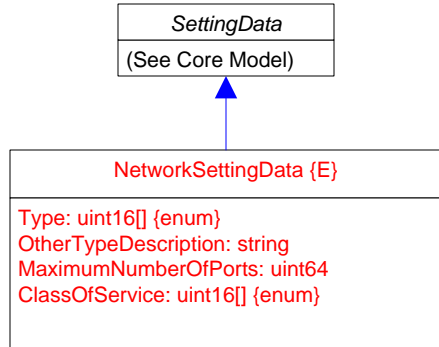 SettingData
(See Core Model)
NetworkSettingData {E}
Type: uint16[] {enum}
OtherTypeDescription: string
MaximumNumberOfPorts: uint64
ClassOfService: uint16[] {enum}